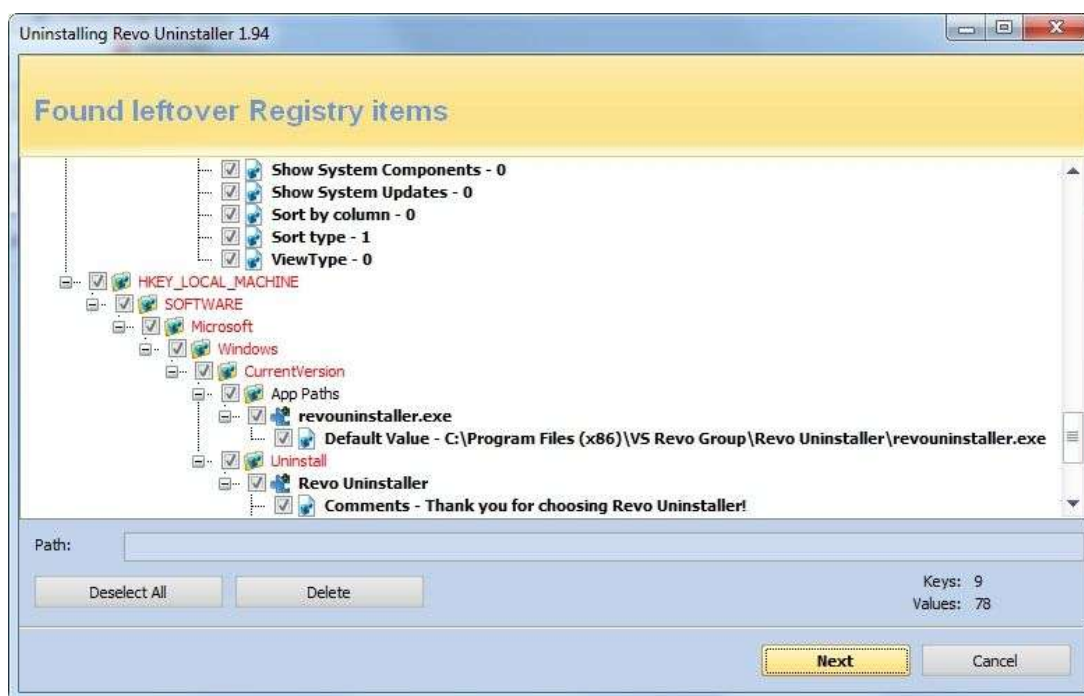 Uninstalling Revo Uninstaller 1.94
Found leftover Registry items
Show System Components - 0
Show System Updates - 0
Sort by column - 0
Sort type - 1
ViewType - 0
HKEY_LOCAL_MACHINE
SOFTWARE
Microsoft
Windows
CurrentVersion
App Paths
revouninstaller.exe
Default Value - C:\Program Files (x86)\VS Revo Group\Revo Uninstaller\revouninstaller.exe
Uninstall
Revo Uninstaller
Comments - Thank you for choosing Revo Uninstaller!
Path:
Deselect All Delete Keys: 9
Values: 78
Next Cancel